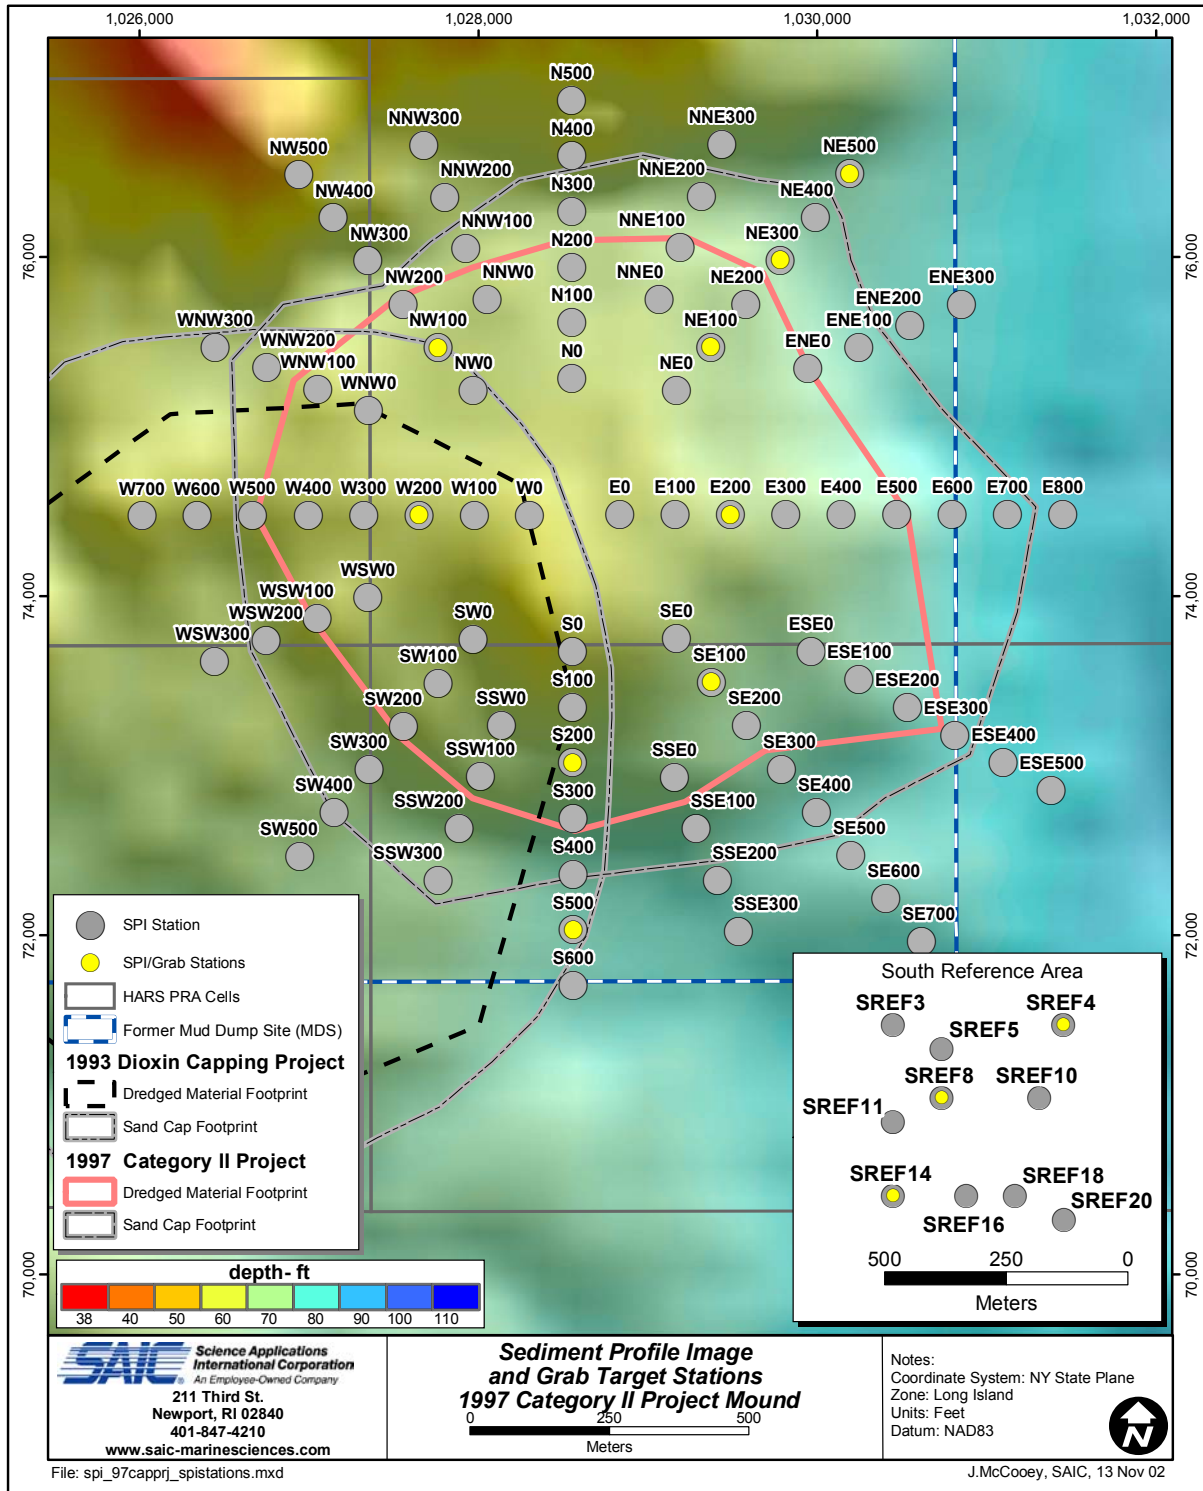 1,026,000
1,028,000
1,030,000
1,032,000
76,000
74,000
72,000
70,000
76,000
74,000
72,000
70,000
N500
NNW300
NNE300
N400
NW500
NE500
NNW200
NNE200
NW400
N300
NE400
NNW100
NNE100
NW300
N200
NE300
NW200
NNW0
NNE0
NE200
ENE300
N100
ENE200
WNW300
NW100
NE100
ENE100
WNW200
N0
ENE0
WNW100
NW0
NE0
WNW0
W700
W600
W500
W400
W300
W200
W100
W0
E0
E100
E200
E300
E400
E500
E600
E700
E800
WSW0
WSW100
WSW200
SW0
S0
SE0
ESE0
WSW300
SW100
SE100
ESE100
ESE200
SW200
SSW0
S100
SE200
ESE300
S200
ESE400
SW300
SSW100
SSE0
SE300
ESE500
SW400
S300
SE400
SSW200
SSE100
SW500
S400
SE500
SSW300
SSE200
SE600
S500
SSE300
SE700
S600
SPI Station
SPI/Grab Stations
HARS PRA Cells
Former Mud Dump Site (MDS)
1993 Dioxin Capping Project
Dredged Material Footprint
Sand Cap Footprint
1997 Category II Project
Dredged Material Footprint
Sand Cap Footprint
South Reference Area
SREF3
SREF4
SREF5
SREF8
SREF10
SREF11
SREF14
SREF18
SREF16
SREF20
500 250 0
Meters
depth- ft
38 40 50 60 70 80 90 100 110
SAIC
Science Applications
International Corporation
An Employee-Owned Company
211 Third St.
Newport, RI 02840
401-847-4210
www.saic-marinesciences.com
Sediment Profile Image
and Grab Target Stations
1997 Category II Project Mound
0 250 500
Meters
Notes:
Coordinate System: NY State Plane
Zone: Long Island
Units: Feet
Datum: NAD83
N
File: spi_97capprj_spistations.mxd
J.McCooey, SAIC, 13 Nov 02